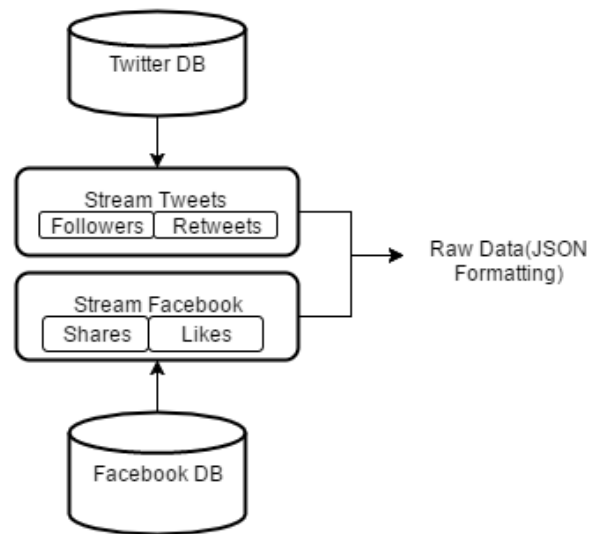 Twitter DB
Stream Tweets
Followers Retweets
Raw Data(JSON
Formatting)
Stream Facebook
Shares Likes
Facebook DB